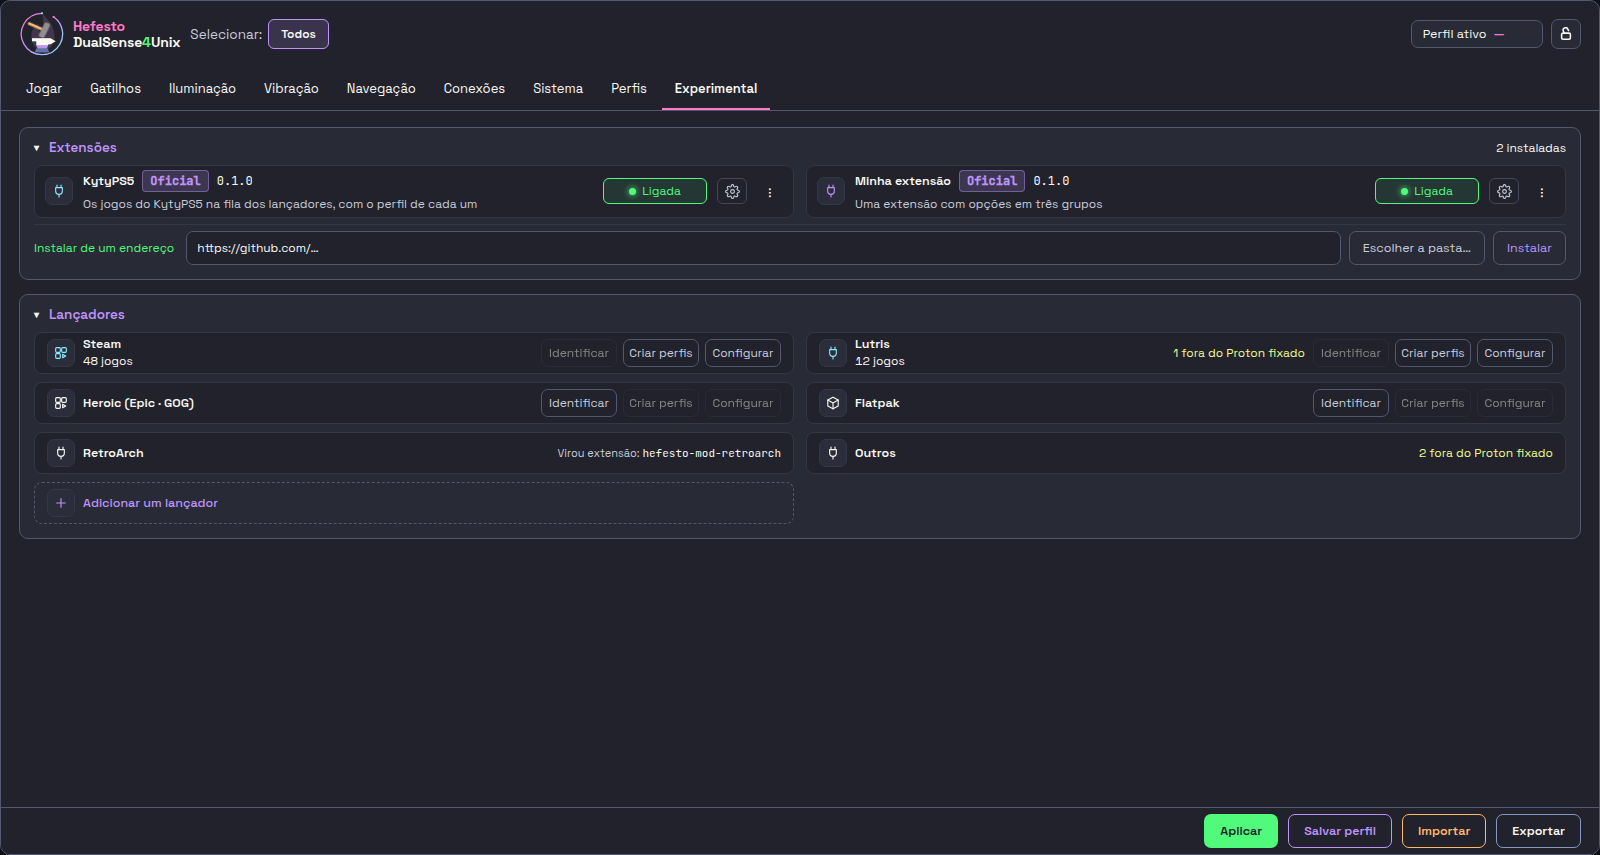 Hefesto
DualSense4Unix
Selecionar:
Todos
Perfil ativo —
Jogar
Gatilhos
Iluminação
Vibração
Navegação
Conexões
Sistema
Perfis
Experimental
▾ Extensões
2 instaladas
KytyPS5 Oficial 0.1.0
Os jogos do KytyPS5 na fila dos lançadores, com o perfil de cada um
Ligada
Minha extensão Oficial 0.1.0
Uma extensão com opções em três grupos
Ligada
Instalar de um endereço
https://github.com/…
Escolher a pasta…
Instalar
▾ Lançadores
Steam
48 jogos
Identificar
Criar perfis
Configurar
Lutris
12 jogos
1 fora do Proton fixado
Identificar
Criar perfis
Configurar
Heroic (Epic · GOG)
Identificar
Criar perfis
Configurar
Flatpak
Identificar
Criar perfis
Configurar
RetroArch
Virou extensão: hefesto-mod-retroarch
Outros
2 fora do Proton fixado
+ Adicionar um lançador
Aplicar
Salvar perfil
Importar
Exportar